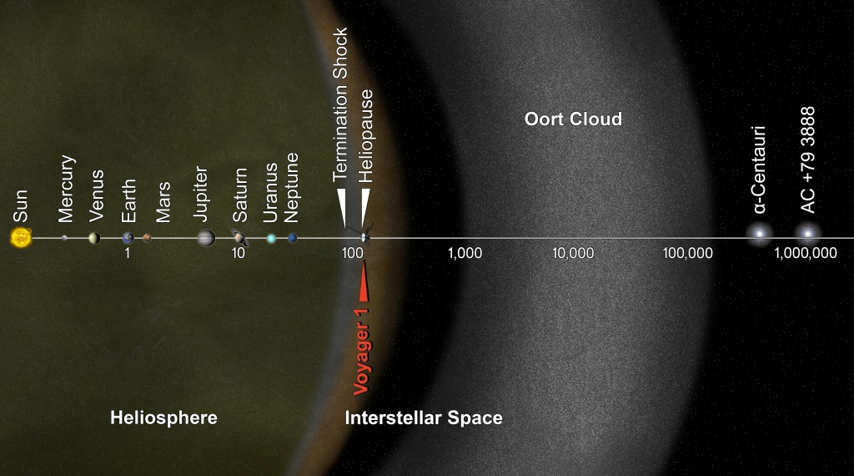 Sun
Mercury
Venus
Earth
Mars
Jupiter
Saturn
Uranus
Neptune
Termination Shock
Heliopause
Oort Cloud
α-Centauri
AC +79 3888
1
10
100
1,000
10,000
100,000
1,000,000
Voyager 1
Heliosphere
Interstellar Space